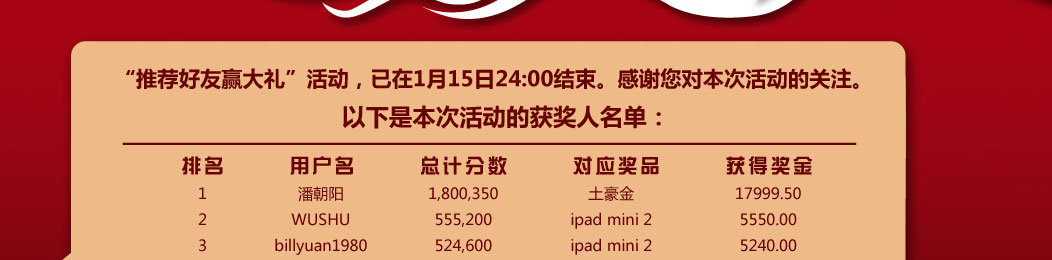 “推荐好友赢大礼”活动，已在1月15日24:00结束。感谢您对本次活动的关注。
以下是本次活动的获奖人名单：
排名 用户名 总计分数 对应奖品 获得奖金
1 潘朝阳 1,800,350 土豪金 17999.50
2 WUSHU 555,200 ipad mini 2 5550.00
3 billyuan1980 524,600 ipad mini 2 5240.00